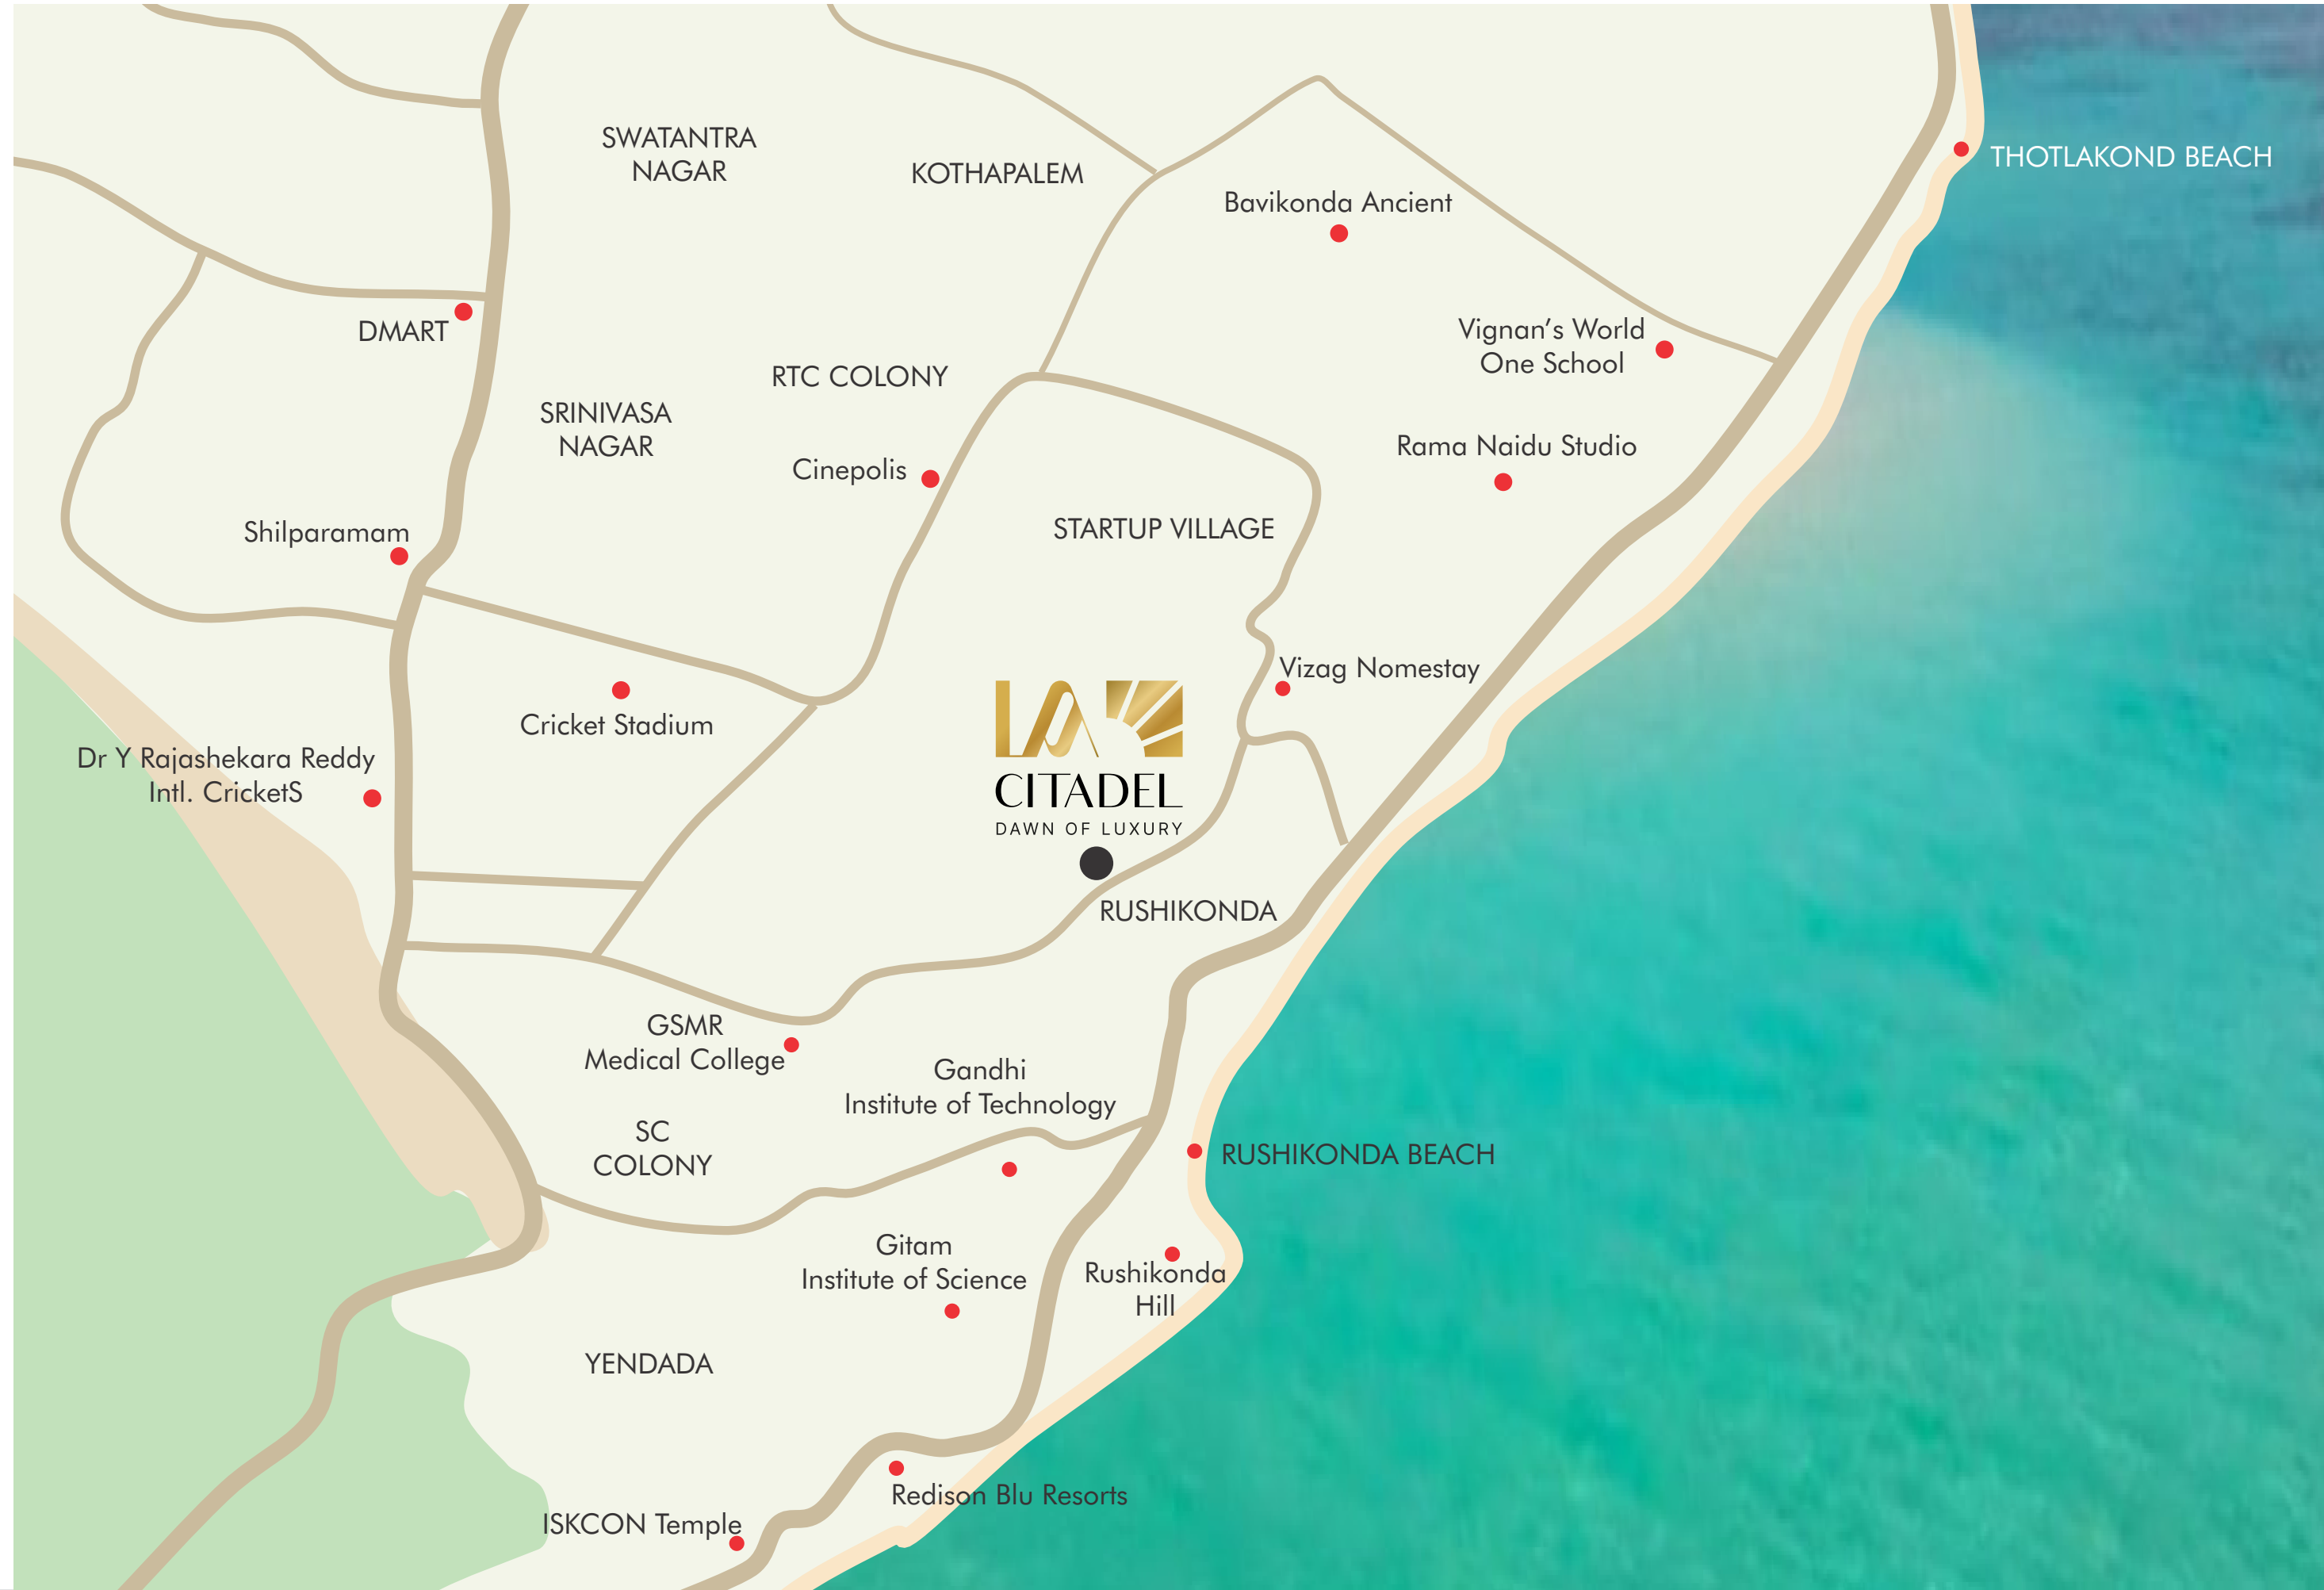 SWATANTRA
NAGAR
KOTHAPALEM
THOTLAKOND BEACH
Bavikonda Ancient
DMART
Vignan’s World
One School
RTC COLONY
SRINIVASA
NAGAR
Rama Naidu Studio
Cinepolis
Shilparamam
STARTUP VILLAGE
Vizag Nomestay
Cricket Stadium
LA
CITADEL
DAWN OF LUXURY
Dr Y Rajashekara Reddy
Intl. CricketS
RUSHIKONDA
GSMR
Medical College
Gandhi
Institute of Technology
SC
COLONY
RUSHIKONDA BEACH
Gitam
Institute of Science
Rushikonda
Hill
YENDADA
Redison Blu Resorts
ISKCON Temple